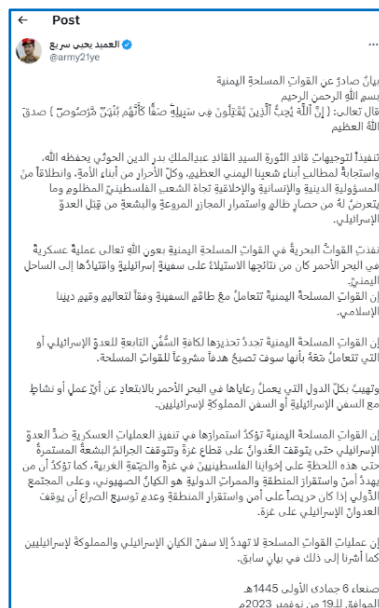 Post
العميد يحيى سريع
@army21ye
بيانٌ صادرٌ عن القواتِ المسلحةِ اليمنية
بسمِ اللهِ الرحمنِ الرحيم
قال تعالى: { إِنَّ ٱللَّهَ يُحِبُّ ٱلَّذِينَ يُقَٰتِلُونَ فِى سَبِيلِهِۦ صَفًّا كَأَنَّهُم بُنْيَٰنٌ مَّرْصُوصٌ } صدقَ
اللهُ العظيم
تنفيذاً لتوجيهاتِ قائدِ الثورةِ السيدِ القائدِ عبدِالملكِ بدرِ الدين الحوثي يحفظه الله،
واستجابةً لمطالبِ أبناءِ شعبِنا اليمني العظيمِ، وكلِّ الأحرارِ من أبناءِ الأمةِ، وانطلاقاً منَ
المسؤوليةِ الدينيةِ والإنسانيةِ والأخلاقيةِ تجاهَ الشعبِ الفلسطينيِّ المظلومِ وما
يتعرضُ لهُ من حصارٍ ظالمٍ واستمرارِ المجازرِ المروعةِ والبشعةِ من قِبَلِ العدوِّ
الإسرائيلي.
نفذتِ القواتُ البحريةُ في القواتِ المسلحةِ اليمنيةِ بعونِ اللهِ تعالى عمليةً عسكريةً
في البحرِ الأحمرِ كان من نتائجِها الاستيلاءُ على سفينةٍ إسرائيليةٍ واقتيادُها إلى الساحلِ
اليمنيّ.
إن القواتِ المسلحةَ اليمنيةَ تتعاملُ معَ طاقَمِ السفينةِ وفقاً لتعاليمِ وقيمِ ديننا
الإسلامي.
إن القواتِ المسلحةَ اليمنيةَ تجددُ تحذيرَها لكافةِ السُّفُنِ التابعةِ للعدوِّ الإسرائيلي أو
التي تتعاملُ مَعَهُ بأنها سوفَ تصبحُ هدفاً مشروعاً للقواتِ المسلحة.
وتهيبُ بكلِّ الدولِ التي يعملُ رعاياها في البحرِ الأحمرِ بالابتعادِ عن أيِّ عملٍ أو نشاطٍ
مع السفنِ الإسرائيليةِ أو السفنِ المملوكةِ لإسرائيليين.
إن القواتِ المسلحةَ اليمنيةَ تؤكدُ استمرارَها في تنفيذِ العملياتِ العسكريةِ ضدَّ العدوِّ
الإسرائيلي حتى يتوقفَ العُدوانُ على قطاعِ غزةَ وتتوقفَ الجرائمُ البشعةُ المستمرةُ
حتى هذه اللحظةِ على إخوانِنا الفلسطينيينَ في غزةَ والضِفةِ الغربية، كما تؤكدُ أن من
يهددُ أمنَ واستقرارَ المنطقةِ والممراتِ الدوليةِ هو الكيانُ الصهيوني، وعلى المجتمعِ
الدَّولي إذا كان حريصاً على أمنِ واستقرارِ المنطقةِ وعدمِ توسيعِ الصراعِ أن يوقفَ
العدوانَ الإسرائيلي على غزة.
إن عملياتِ القواتِ المسلحةِ لا تهددُ إلا سفنَ الكيانِ الإسرائيلي والمملوكةَ لإسرائيليين
كما أشرنا إلى ذلك في بيانٍ سابق.
صنعاء 6 جمادى الأولى 1445هـ
الموافق للـ19 من نوفمبر 2023م